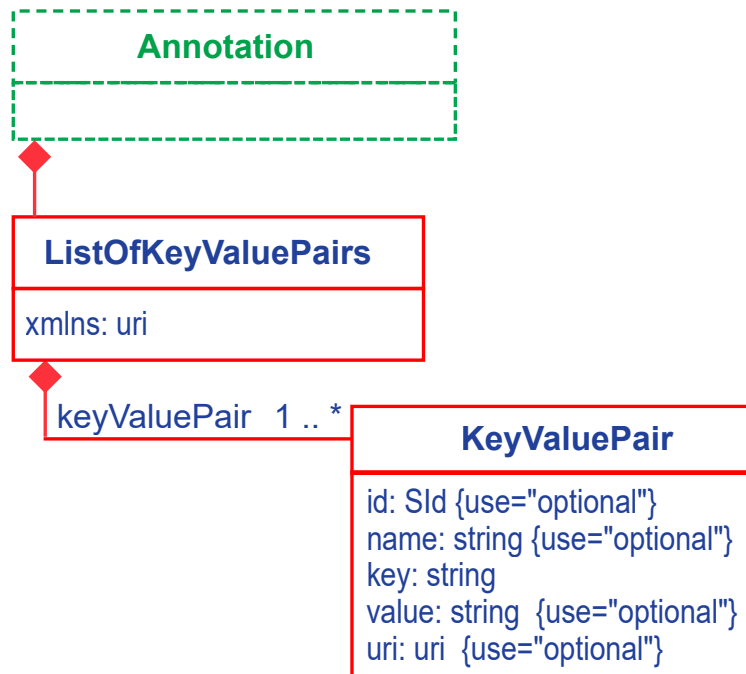 Annotation
ListOfKeyValuePairs
xmlns: uri
keyValuePair 1 .. *
KeyValuePair
id: SId {use="optional"}
name: string {use="optional"}
key: string
value: string {use="optional"}
uri: uri {use="optional"}